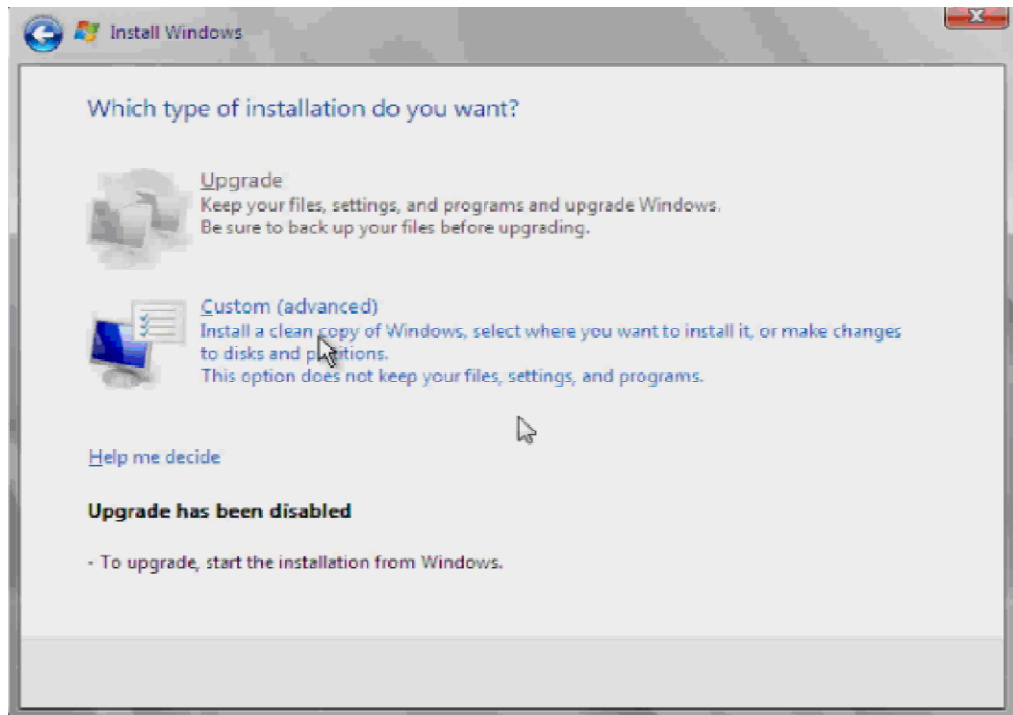 Install Windows
Which type of installation do you want?
Upgrade
Keep your files, settings, and programs and upgrade Windows.
Be sure to back up your files before upgrading.
Custom (advanced)
Install a clean copy of Windows, select where you want to install it, or make changes
to disks and partitions.
This option does not keep your files, settings, and programs.
Help me decide
Upgrade has been disabled
- To upgrade, start the installation from Windows.